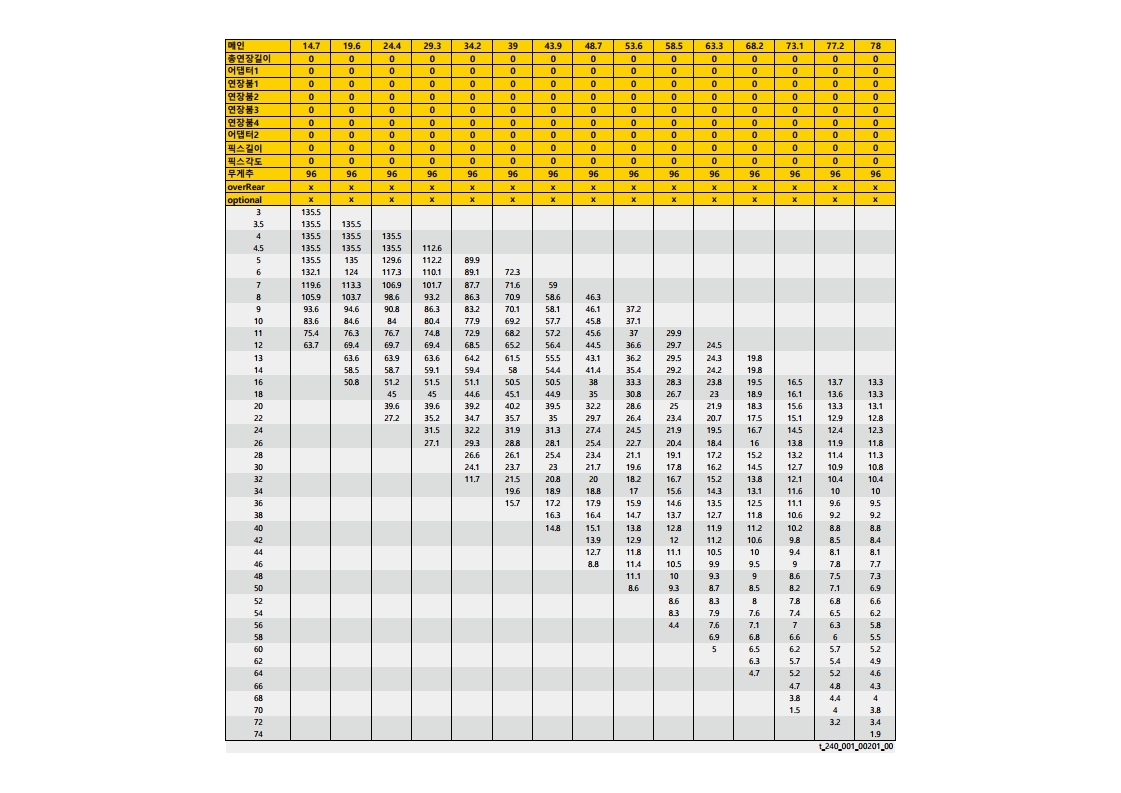 메인 14.7 19.6 24.4 29.3 34.2 39 43.9 48.7 53.6 58.5 63.3 68.2 73.1 77.2 78
총연장길이 0 0 0 0 0 0 0 0 0 0 0 0 0 0 0
어댑터1 0 0 0 0 0 0 0 0 0 0 0 0 0 0 0
연장붐1 0 0 0 0 0 0 0 0 0 0 0 0 0 0 0
연장붐2 0 0 0 0 0 0 0 0 0 0 0 0 0 0 0
연장붐3 0 0 0 0 0 0 0 0 0 0 0 0 0 0 0
연장붐4 0 0 0 0 0 0 0 0 0 0 0 0 0 0 0
어댑터2 0 0 0 0 0 0 0 0 0 0 0 0 0 0 0
픽스길이 0 0 0 0 0 0 0 0 0 0 0 0 0 0 0
픽스각도 0 0 0 0 0 0 0 0 0 0 0 0 0 0 0
무게추 96 96 96 96 96 96 96 96 96 96 96 96 96 96 96
overRear x x x x x x x x x x x x x x x
optional x x x x x x x x x x x x x x x
3 135.5
3.5 135.5 135.5
4 135.5 135.5 135.5
4.5 135.5 135.5 135.5 112.6
5 135.5 135 129.6 112.2 89.9
6 132.1 124 117.3 110.1 89.1 72.3
7 119.6 113.3 106.9 101.7 87.7 71.6 59
8 105.9 103.7 98.6 93.2 86.3 70.9 58.6 46.3
9 93.6 94.6 90.8 86.3 83.2 70.1 58.1 46.1 37.2
10 83.6 84.6 84 80.4 77.9 69.2 57.7 45.8 37.1
11 75.4 76.3 76.7 74.8 72.9 68.2 57.2 45.6 37 29.9
12 63.7 69.4 69.7 69.4 68.5 65.2 56.4 44.5 36.6 29.7 24.5
13 63.6 63.9 63.6 64.2 61.5 55.5 43.1 36.2 29.5 24.3 19.8
14 58.5 58.7 59.1 59.4 58 54.4 41.4 35.4 29.2 24.2 19.8
16 50.8 51.2 51.5 51.1 50.5 50.5 38 33.3 28.3 23.8 19.5 16.5 13.7 13.3
18 45 45 44.6 45.1 44.9 35 30.8 26.7 23 18.9 16.1 13.6 13.3
20 39.6 39.6 39.2 40.2 39.5 32.2 28.6 25 21.9 18.3 15.6 13.3 13.1
22 27.2 35.2 34.7 35.7 35 29.7 26.4 23.4 20.7 17.5 15.1 12.9 12.8
24 31.5 32.2 31.9 31.3 27.4 24.5 21.9 19.5 16.7 14.5 12.4 12.3
26 27.1 29.3 28.8 28.1 25.4 22.7 20.4 18.4 16 13.8 11.9 11.8
28 26.6 26.1 25.4 23.4 21.1 19.1 17.2 15.2 13.2 11.4 11.3
30 24.1 23.7 23 21.7 19.6 17.8 16.2 14.5 12.7 10.9 10.8
32 11.7 21.5 20.8 20 18.2 16.7 15.2 13.8 12.1 10.4 10.4
34 19.6 18.9 18.8 17 15.6 14.3 13.1 11.6 10 10
36 15.7 17.2 17.9 15.9 14.6 13.5 12.5 11.1 9.6 9.5
38 16.3 16.4 14.7 13.7 12.7 11.8 10.6 9.2 9.2
40 14.8 15.1 13.8 12.8 11.9 11.2 10.2 8.8 8.8
42 13.9 12.9 12 11.2 10.6 9.8 8.5 8.4
44 12.7 11.8 11.1 10.5 10 9.4 8.1 8.1
46 8.8 11.4 10.5 9.9 9.5 9 7.8 7.7
48 11.1 10 9.3 9 8.6 7.5 7.3
50 8.6 9.3 8.7 8.5 8.2 7.1 6.9
52 8.6 8.3 8 7.8 6.8 6.6
54 8.3 7.9 7.6 7.4 6.5 6.2
56 4.4 7.6 7.1 7 6.3 5.8
58 6.9 6.8 6.6 6 5.5
60 5 6.5 6.2 5.7 5.2
62 6.3 5.7 5.4 4.9
64 4.7 5.2 5.2 4.6
66 4.7 4.8 4.3
68 3.8 4.4 4
70 1.5 4 3.8
72 3.2 3.4
74 1.9
t_240_001_00201_00